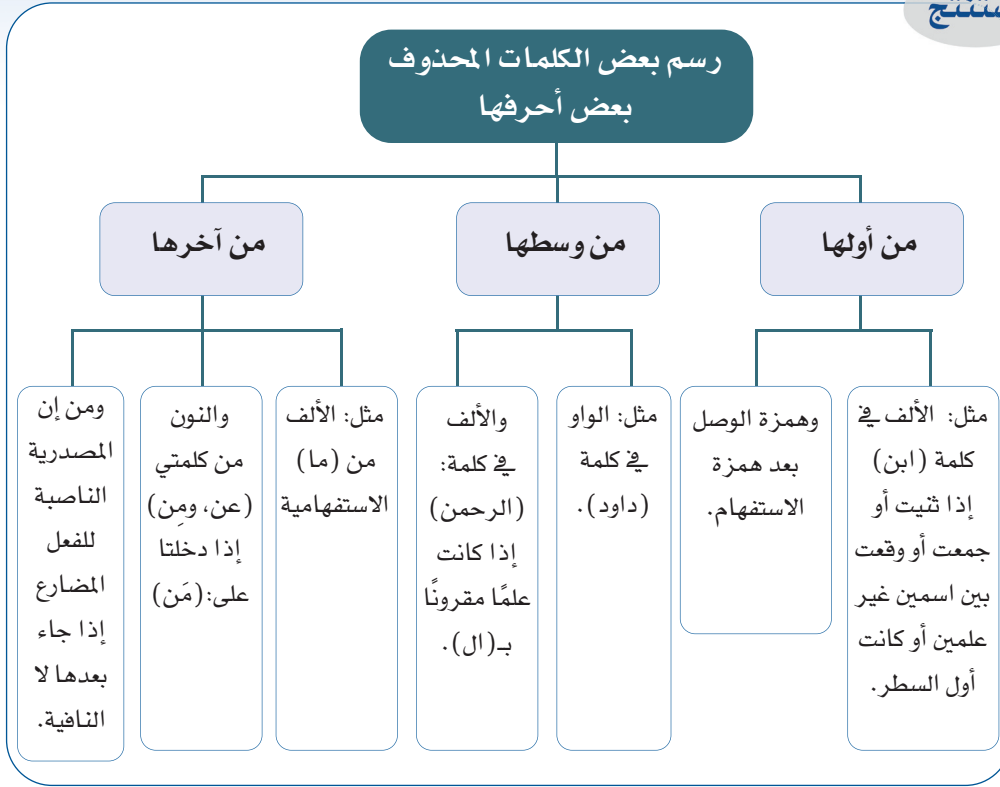 رسم بعض الكلمات المحذوف
بعض أحرفها
من أولها
من وسطها
من آخرها
مثل: الألف في
كلمة (ابن)
إذا ثنيت أو
جمعت أو وقعت
بين اسمين غير
علمين أو كانت
أول السطر.
وهمزة الوصل
بعد همزة
الاستفهام.
مثل: الواو
في كلمة
(داود).
والألف
في كلمة:
(الرحمن)
إذا كانت
علمًا مقرونًا
بـ(ال).
مثل: الألف
من (ما)
الاستفهامية
والنون
من كلمتي
(عن، ومِن)
إذا دخلتا
على:(مَن)
ومن إن
المصدرية
الناصبة
للفعل
المضارع
إذا جاء
بعدها لا
النافية.